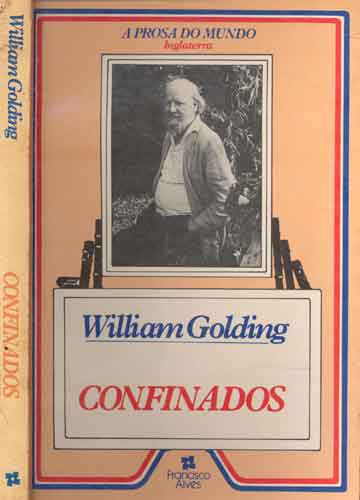 William Golding
CONFINADOS
A PROSA DO MUNDO
Inglaterra
William Golding
CONFINADOS
Francisco
Alves